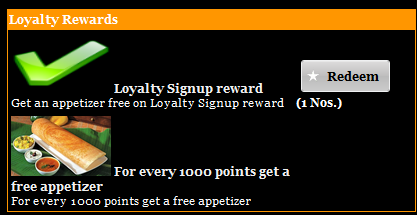 Loyalty Rewards
Loyalty Signup reward
Redeem
Get an appetizer free on Loyalty Signup reward (1 Nos.)
For every 1000 points get a
free appetizer
For every 1000 points get a free appetizer